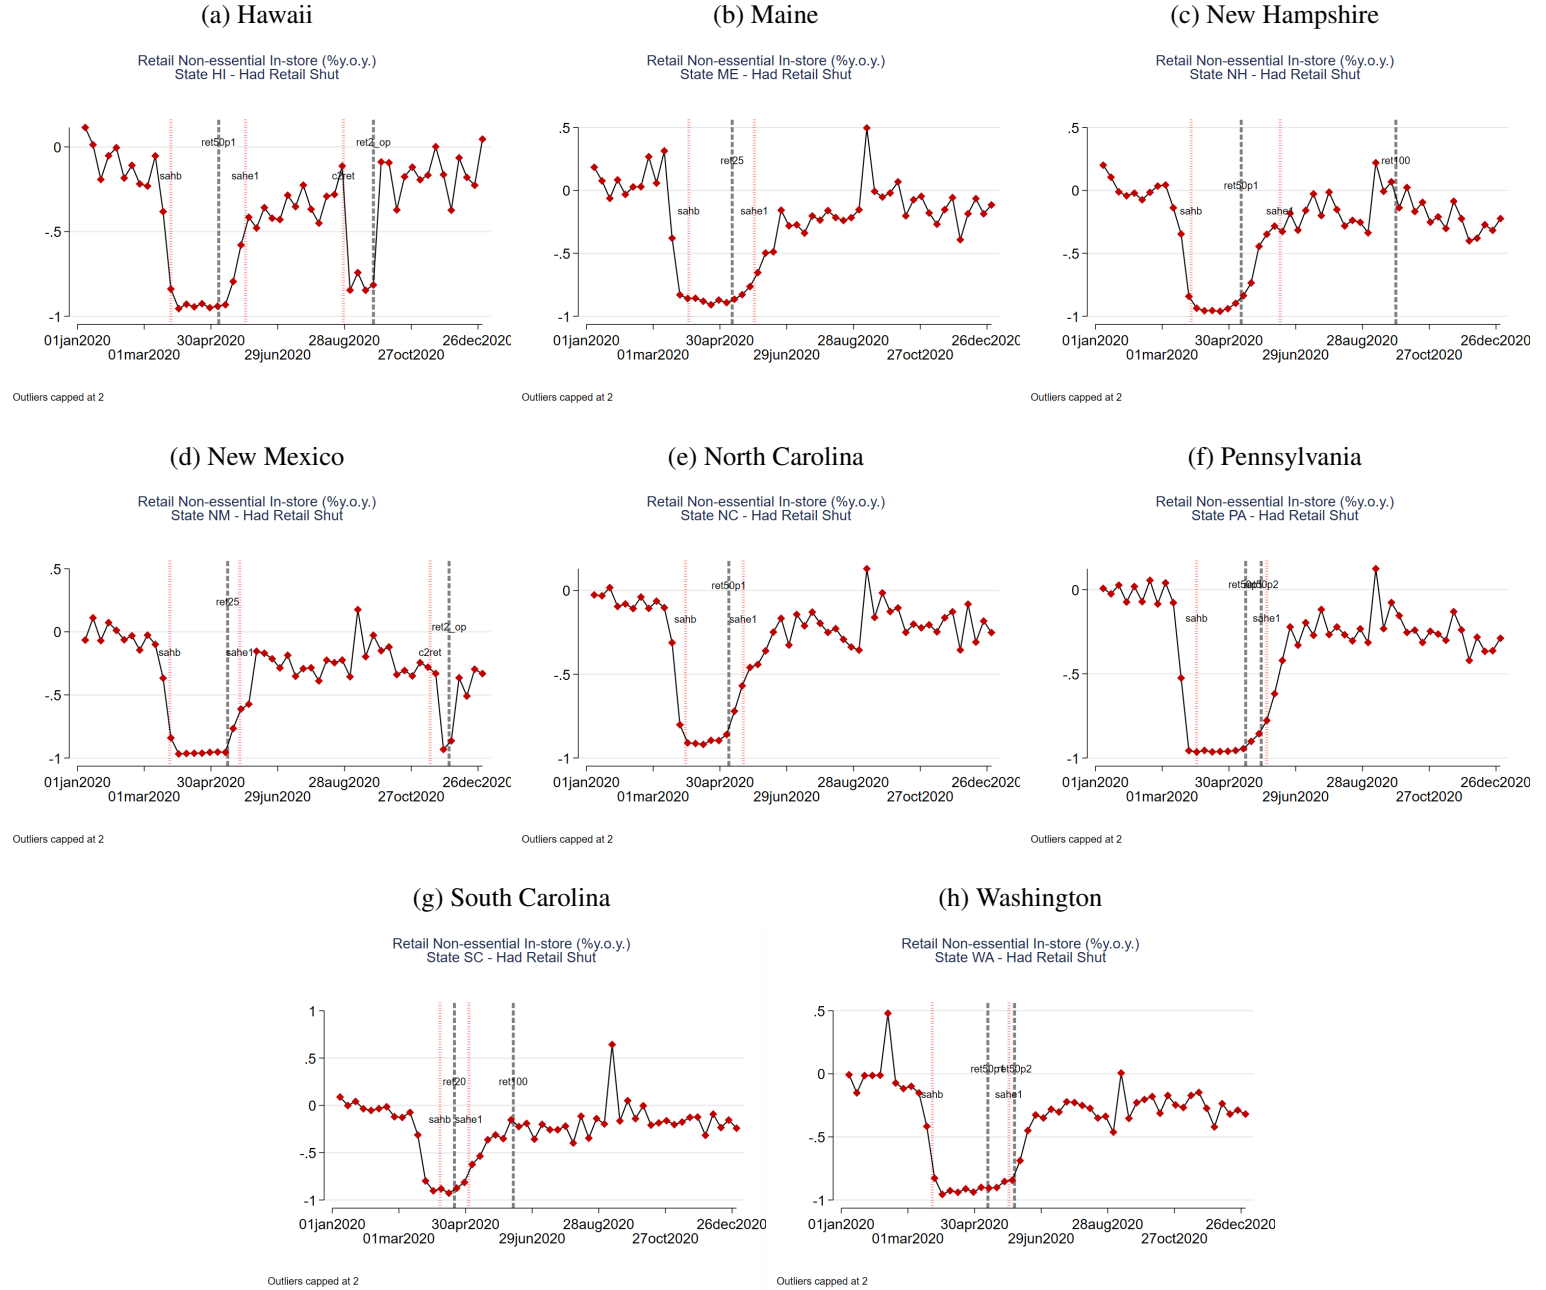 (a) Hawaii
Retail Non-essential In-store (%y.o.y.)
State HI - Had Retail Shut
0
-.5
-1
sahb
ret50p1
sahe1
c2ret
ret2_op
01jan2020
01mar2020
30apr2020
29jun2020
28aug2020
27oct2020
26dec2020
Outliers capped at 2
(b) Maine
Retail Non-essential In-store (%y.o.y.)
State ME - Had Retail Shut
.5
0
-.5
-1
sahb
ret25
sahe1
01jan2020
01mar2020
30apr2020
29jun2020
28aug2020
27oct2020
26dec2020
Outliers capped at 2
(c) New Hampshire
Retail Non-essential In-store (%y.o.y.)
State NH - Had Retail Shut
.5
0
-.5
-1
sahb
ret50p1
sahe1
ret100
01jan2020
01mar2020
30apr2020
29jun2020
28aug2020
27oct2020
26dec2020
Outliers capped at 2
(d) New Mexico
Retail Non-essential In-store (%y.o.y.)
State NM - Had Retail Shut
.5
0
-.5
-1
sahb
ret25
sahe1
c2ret
ret2_op
01jan2020
01mar2020
30apr2020
29jun2020
28aug2020
27oct2020
26dec2020
Outliers capped at 2
(e) North Carolina
Retail Non-essential In-store (%y.o.y.)
State NC - Had Retail Shut
0
-.5
-1
sahb
ret50p1
sahe1
01jan2020
01mar2020
30apr2020
29jun2020
28aug2020
27oct2020
26dec2020
Outliers capped at 2
(f) Pennsylvania
Retail Non-essential In-store (%y.o.y.)
State PA - Had Retail Shut
0
-.5
-1
sahb
ret50p1
ret50p2
sahe1
01jan2020
01mar2020
30apr2020
29jun2020
28aug2020
27oct2020
26dec2020
Outliers capped at 2
(g) South Carolina
Retail Non-essential In-store (%y.o.y.)
State SC - Had Retail Shut
1
.5
0
-.5
-1
sahb
ret20
sahe1
ret100
01jan2020
01mar2020
30apr2020
29jun2020
28aug2020
27oct2020
26dec2020
Outliers capped at 2
(h) Washington
Retail Non-essential In-store (%y.o.y.)
State WA - Had Retail Shut
.5
0
-.5
-1
sahb
ret50p1
ret50p2
sahe1
01jan2020
01mar2020
30apr2020
29jun2020
28aug2020
27oct2020
26dec2020
Outliers capped at 2